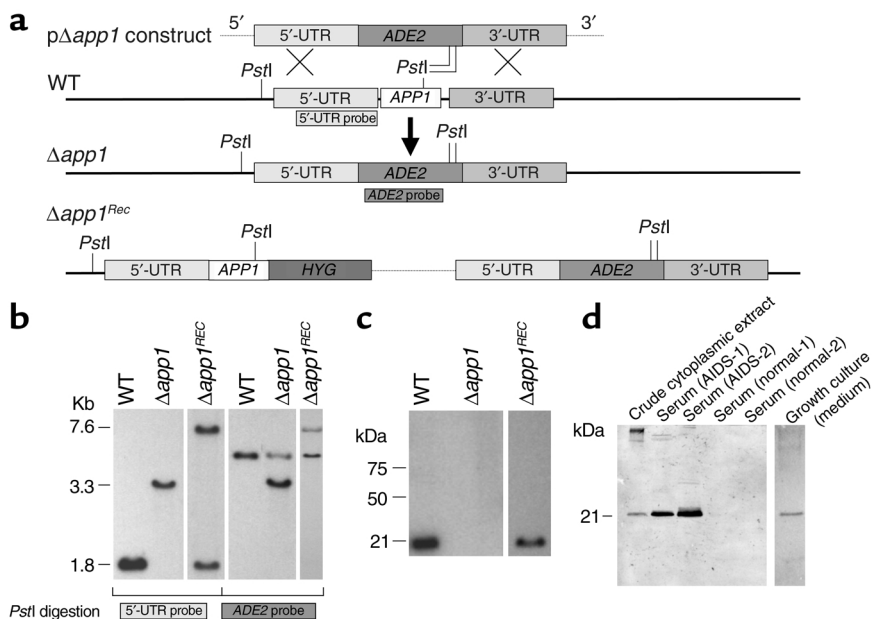 a
5′ 3′
pΔapp1 construct 5′-UTR ADE2 3′-UTR
PstI PstI
WT 5′-UTR APP1 3′-UTR
5′-UTR probe
PstI PstI
Δapp1 5′-UTR ADE2 3′-UTR
ADE2 probe
Δapp1Rec
PstI PstI PstI
5′-UTR APP1 HYG 5′-UTR ADE2 3′-UTR
b
WT Δapp1 Δapp1REC WT Δapp1 Δapp1REC
Kb
7.6
3.3
1.8
PstI digestion 5′-UTR probe ADE2 probe
c
WT Δapp1 Δapp1REC
kDa
75
50
21
d
Crude cytoplasmic extract
Serum (AIDS-1)
Serum (AIDS-2)
Serum (normal-1)
Serum (normal-2)
Growth culture
(medium)
kDa
21